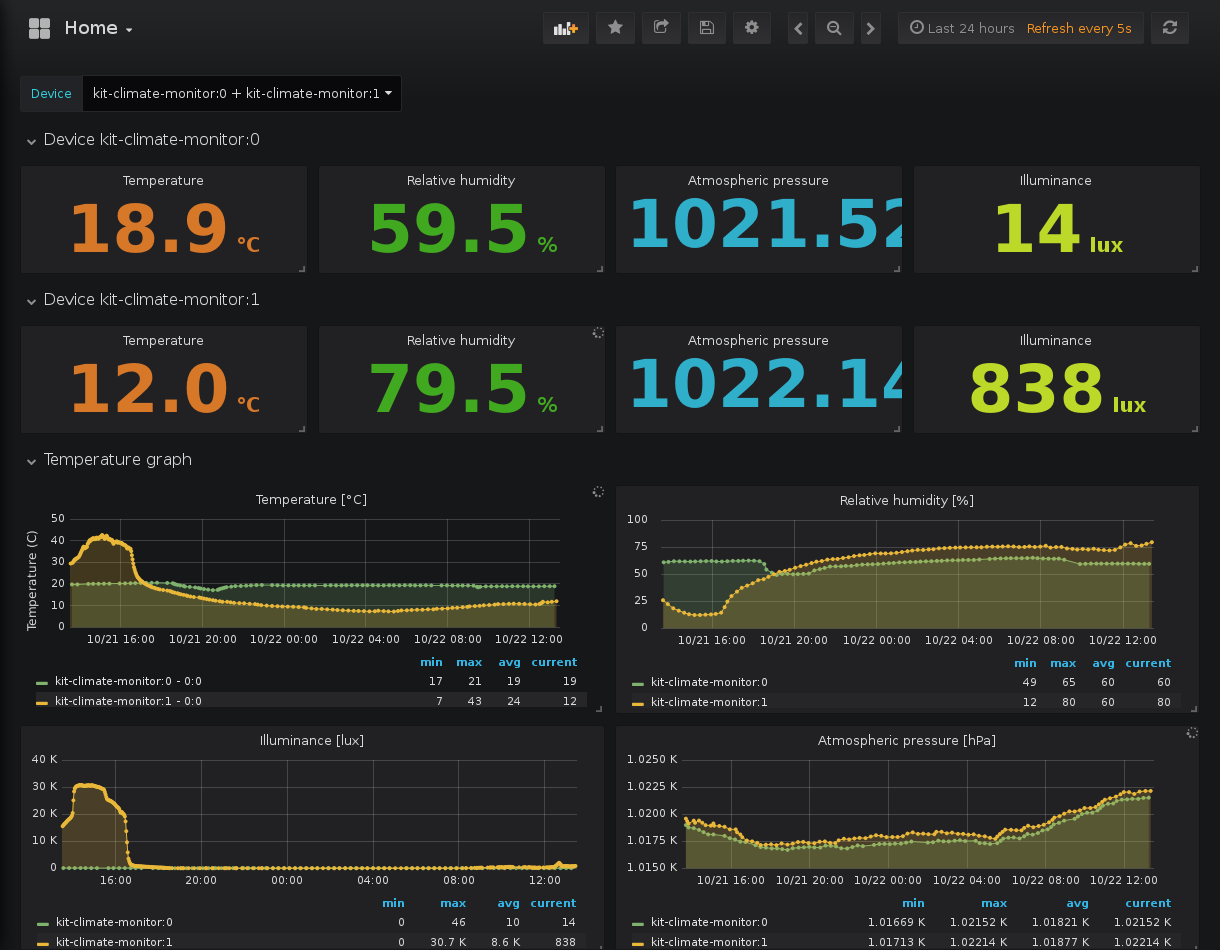 Home
Last 24 hours Refresh every 5s
Device kit-climate-monitor:0 + kit-climate-monitor:1
Device kit-climate-monitor:0
Temperature Relative humidity Atmospheric pressure Illuminance
18.9 °C 59.5 % 1021.52 14 lux
Device kit-climate-monitor:1
Temperature Relative humidity Atmospheric pressure Illuminance
12.0 °C 79.5 % 1022.14 838 lux
Temperature graph
Temperature [°C]
Temperature (C)
50
40
30
20
10
0
10/21 16:00 10/21 20:00 10/22 00:00 10/22 04:00 10/22 08:00 10/22 12:00
min max avg current
kit-climate-monitor:0 - 0:0 17 21 19 19
kit-climate-monitor:1 - 0:0 7 43 24 12
Relative humidity [%]
100
75
50
25
0
10/21 16:00 10/21 20:00 10/22 00:00 10/22 04:00 10/22 08:00 10/22 12:00
min max avg current
kit-climate-monitor:0 49 65 60 60
kit-climate-monitor:1 12 80 60 80
Illuminance [lux]
40 K
30 K
20 K
10 K
0
16:00 20:00 00:00 04:00 08:00 12:00
min max avg current
kit-climate-monitor:0 0 46 10 14
kit-climate-monitor:1 0 30.7 K 8.6 K 838
Atmospheric pressure [hPa]
1.0250 K
1.0225 K
1.0200 K
1.0175 K
1.0150 K
10/21 16:00 10/21 20:00 10/22 00:00 10/22 04:00 10/22 08:00 10/22 12:00
min max avg current
kit-climate-monitor:0 1.01669 K 1.02152 K 1.01821 K 1.02152 K
kit-climate-monitor:1 1.01713 K 1.02214 K 1.01877 K 1.02214 K